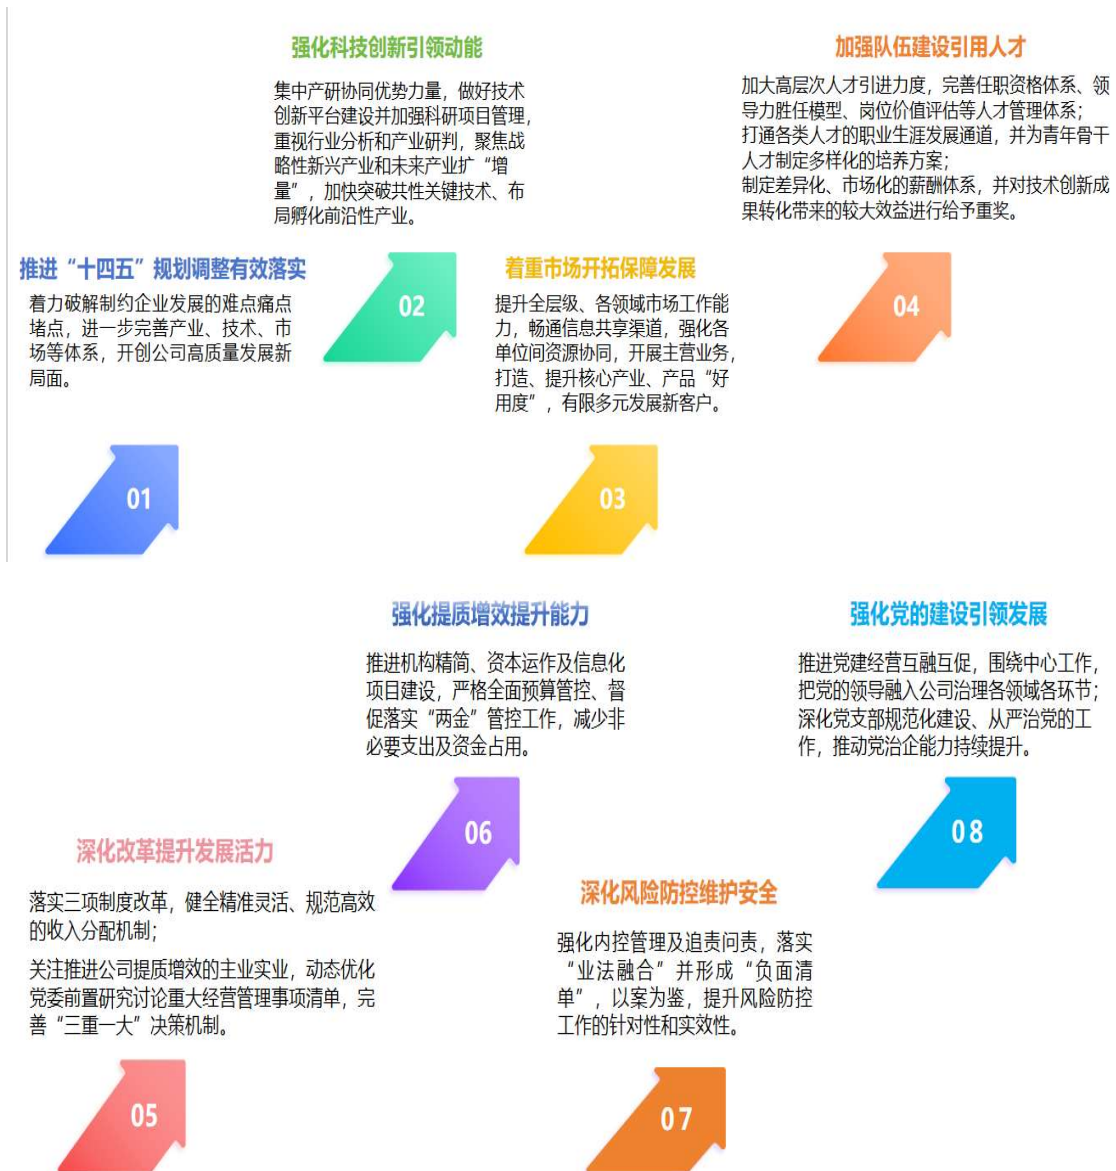 推进“十四五”规划调整有效落实
着力破解制约企业发展的难点痛点
堵点，进一步完善产业、技术、市
场等体系，开创公司高质量发展新
局面。
01
强化科技创新引领动能
集中产研协同优势力量，做好技术
创新平台建设并加强科研项目管理，
重视行业分析和产业研判，聚焦战
略性新兴产业和未来产业扩“增
量”，加快突破共性关键技术、布
局孵化前沿性产业。
02
着重市场开拓保障发展
提升全层级、各领域市场工作能
力，畅通信息共享渠道，强化各
单位间资源协同，开展主营业务，
打造、提升核心产业、产品“好
用度”，有限多元发展新客户。
03
加强队伍建设引用人才
加大高层次人才引进力度，完善任职资格体系、领
导力胜任模型、岗位价值评估等人才管理体系；
打通各类人才的职业生涯发展通道，并为青年骨干
人才制定多样化的培养方案；
制定差异化、市场化的薪酬体系，并对技术创新成
果转化带来的较大效益进行给予重奖。
04
深化改革提升发展活力
落实三项制度改革，健全精准灵活、规范高效
的收入分配机制；
关注推进公司提质增效的主业实业，动态优化
党委前置研究讨论重大经营管理事项清单，完
善“三重一大”决策机制。
05
强化提质增效提升能力
推进机构精简、资本运作及信息化
项目建设，严格全面预算管控、督
促落实“两金”管控工作，减少非
必要支出及资金占用。
06
深化风险防控维护安全
强化内控管理及追责问责，落实
“业法融合”并形成“负面清
单”，以案为鉴，提升风险防控
工作的针对性和实效性。
07
强化党的建设引领发展
推进党建经营互融互促，围绕中心工作，
把党的领导融入公司治理各领域各环节；
深化党支部规范化建设、从严治党的工
作，推动党治企能力持续提升。
08